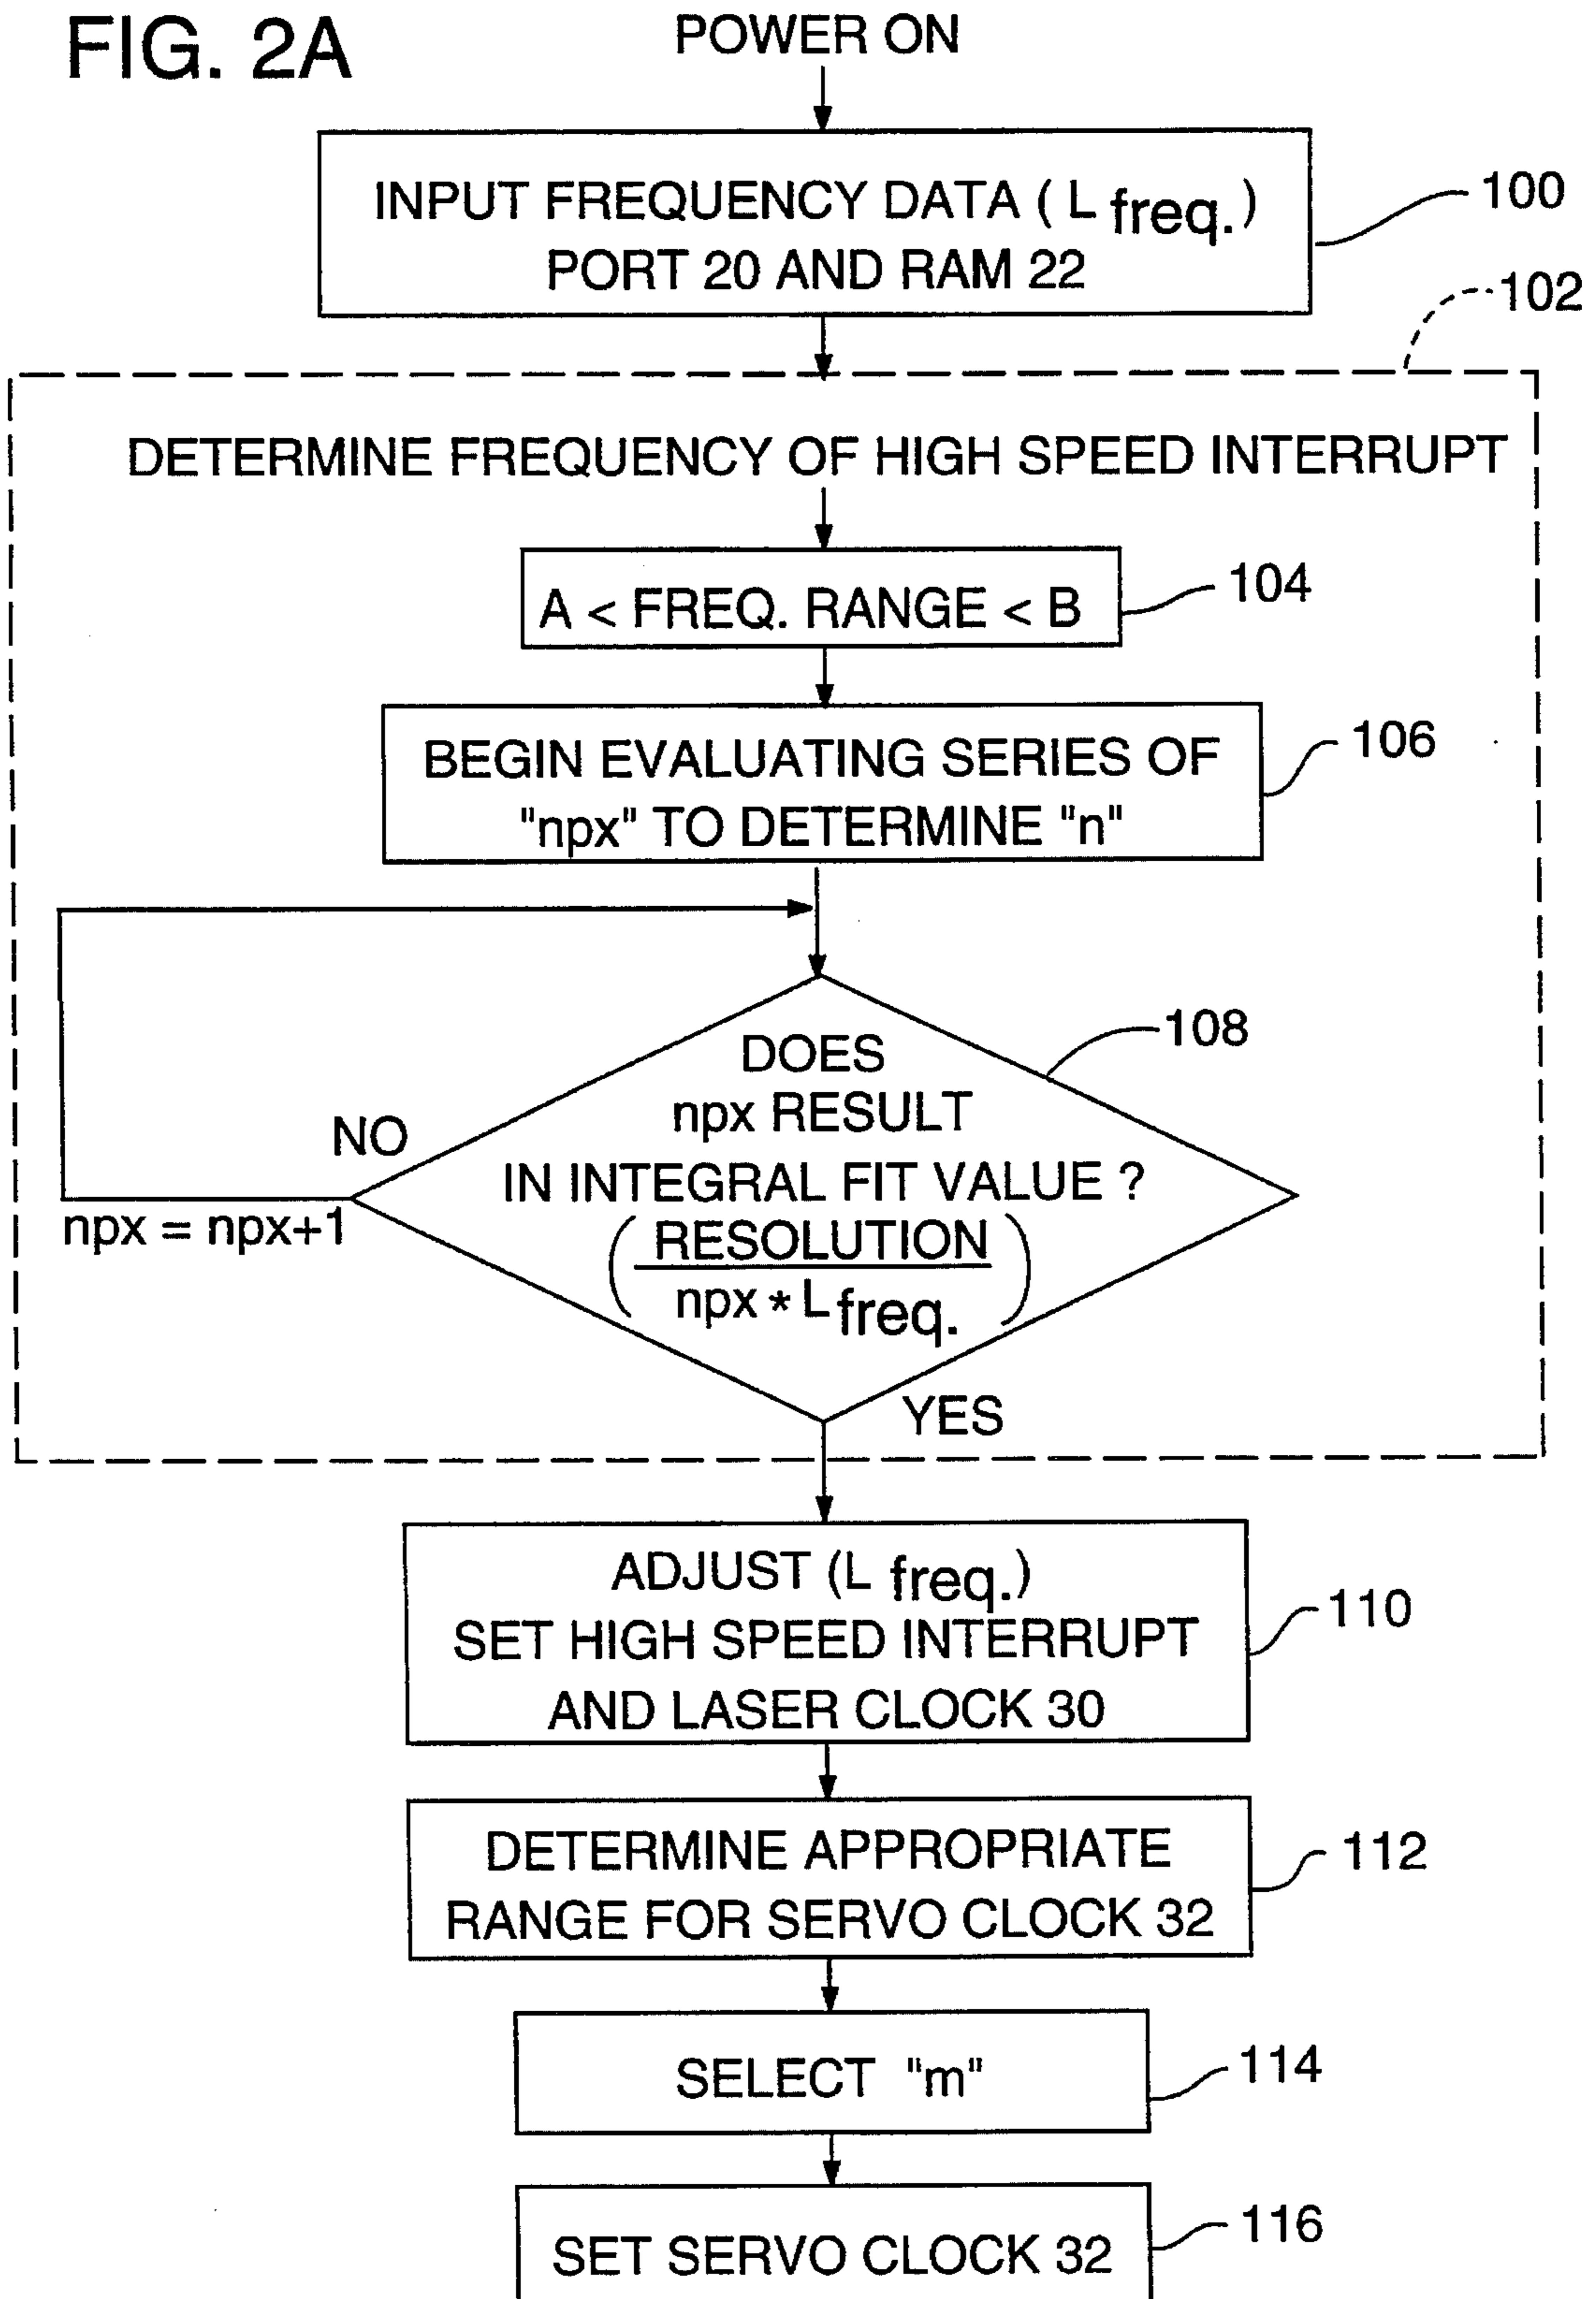 FIG. 2A
POWER ON
INPUT FREQUENCY DATA ( L freq. )
PORT 20 AND RAM 22
100
102
DETERMINE FREQUENCY OF HIGH SPEED INTERRUPT
A < FREQ. RANGE < B
104
BEGIN EVALUATING SERIES OF
"npx" TO DETERMINE "n"
106
DOES
npx RESULT
IN INTEGRAL FIT VALUE ?
( RESOLUTION
npx * L freq. )
108
NO
npx = npx+1
YES
ADJUST (L freq.)
SET HIGH SPEED INTERRUPT
AND LASER CLOCK 30
110
DETERMINE APPROPRIATE
RANGE FOR SERVO CLOCK 32
112
SELECT "m"
114
SET SERVO CLOCK 32
116